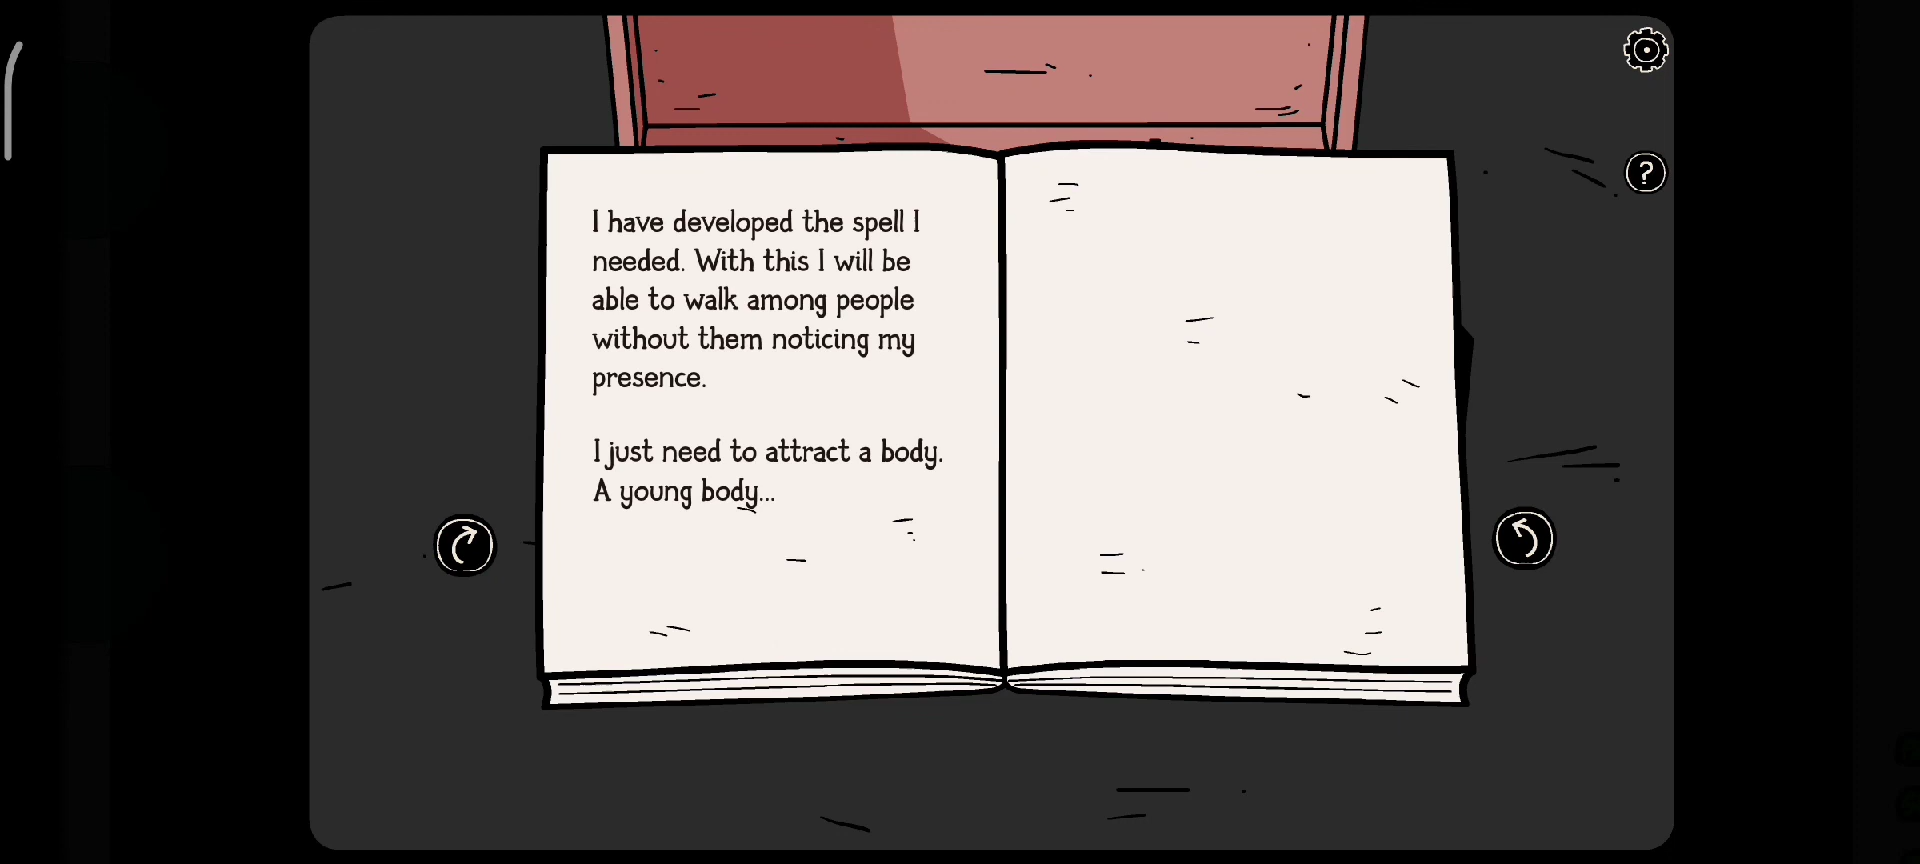 I have developed the spell I
needed. With this I will be
able to walk among people
without them noticing my
presence.
I just need to attract a body.
A young body...
?